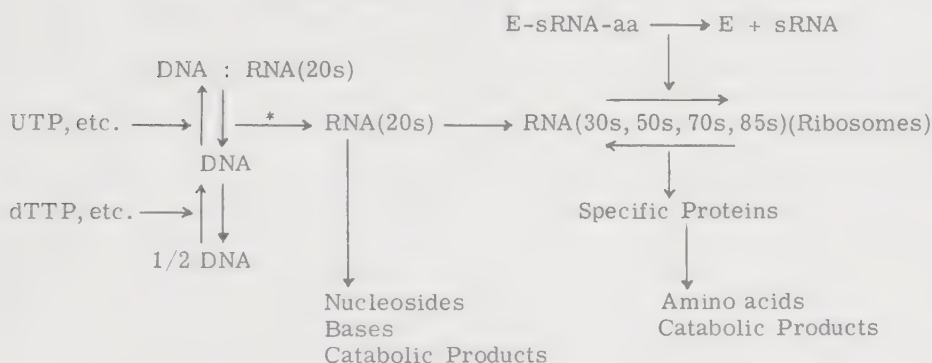 E-sRNA-aa → E + sRNA
DNA : RNA(20s)
UTP, etc. → * → RNA(20s) → RNA(30s, 50s, 70s, 85s)(Ribosomes)
DNA
dTTP, etc. →
Specific Proteins
1/2 DNA
Nucleosides
Bases
Catabolic Products
Amino acids
Catabolic Products